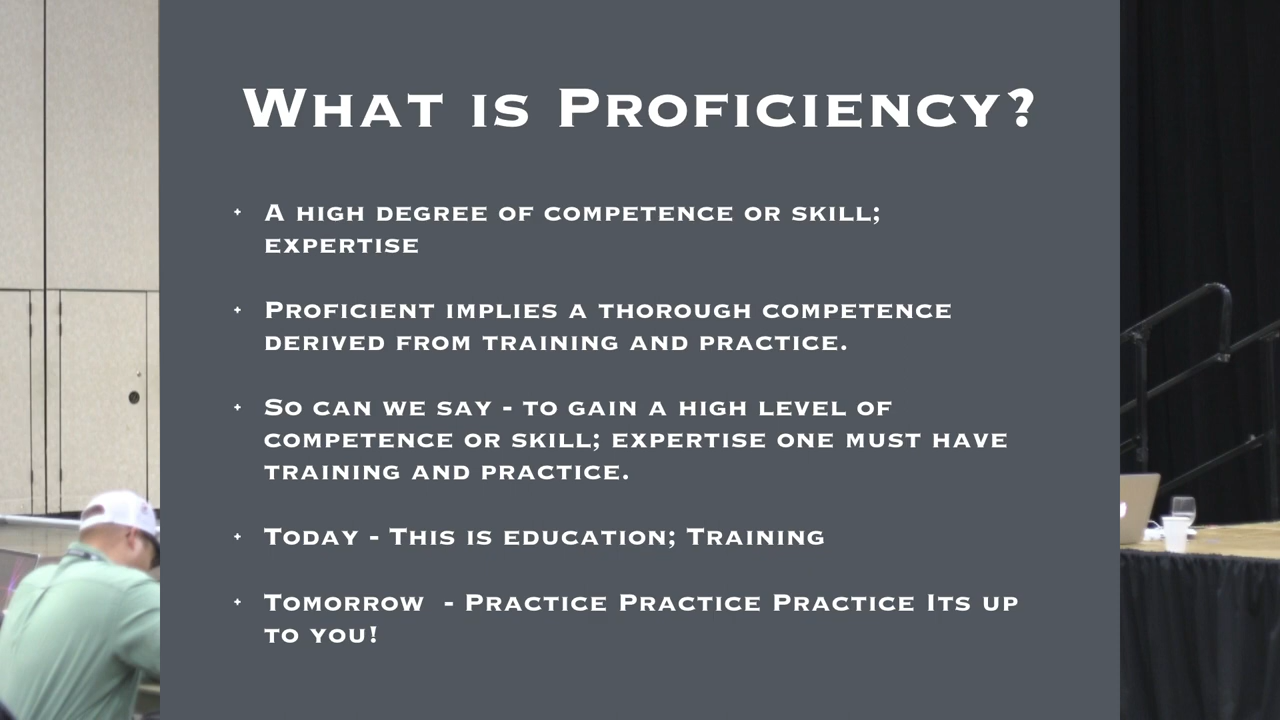 What is Proficiency?
A high degree of competence or skill;
expertise
Proficient implies a thorough competence
derived from training and practice.
So can we say - to gain a high level of
competence or skill; expertise one must have
training and practice.
Today - This is education; Training
Tomorrow - Practice Practice Practice Its up
to you!